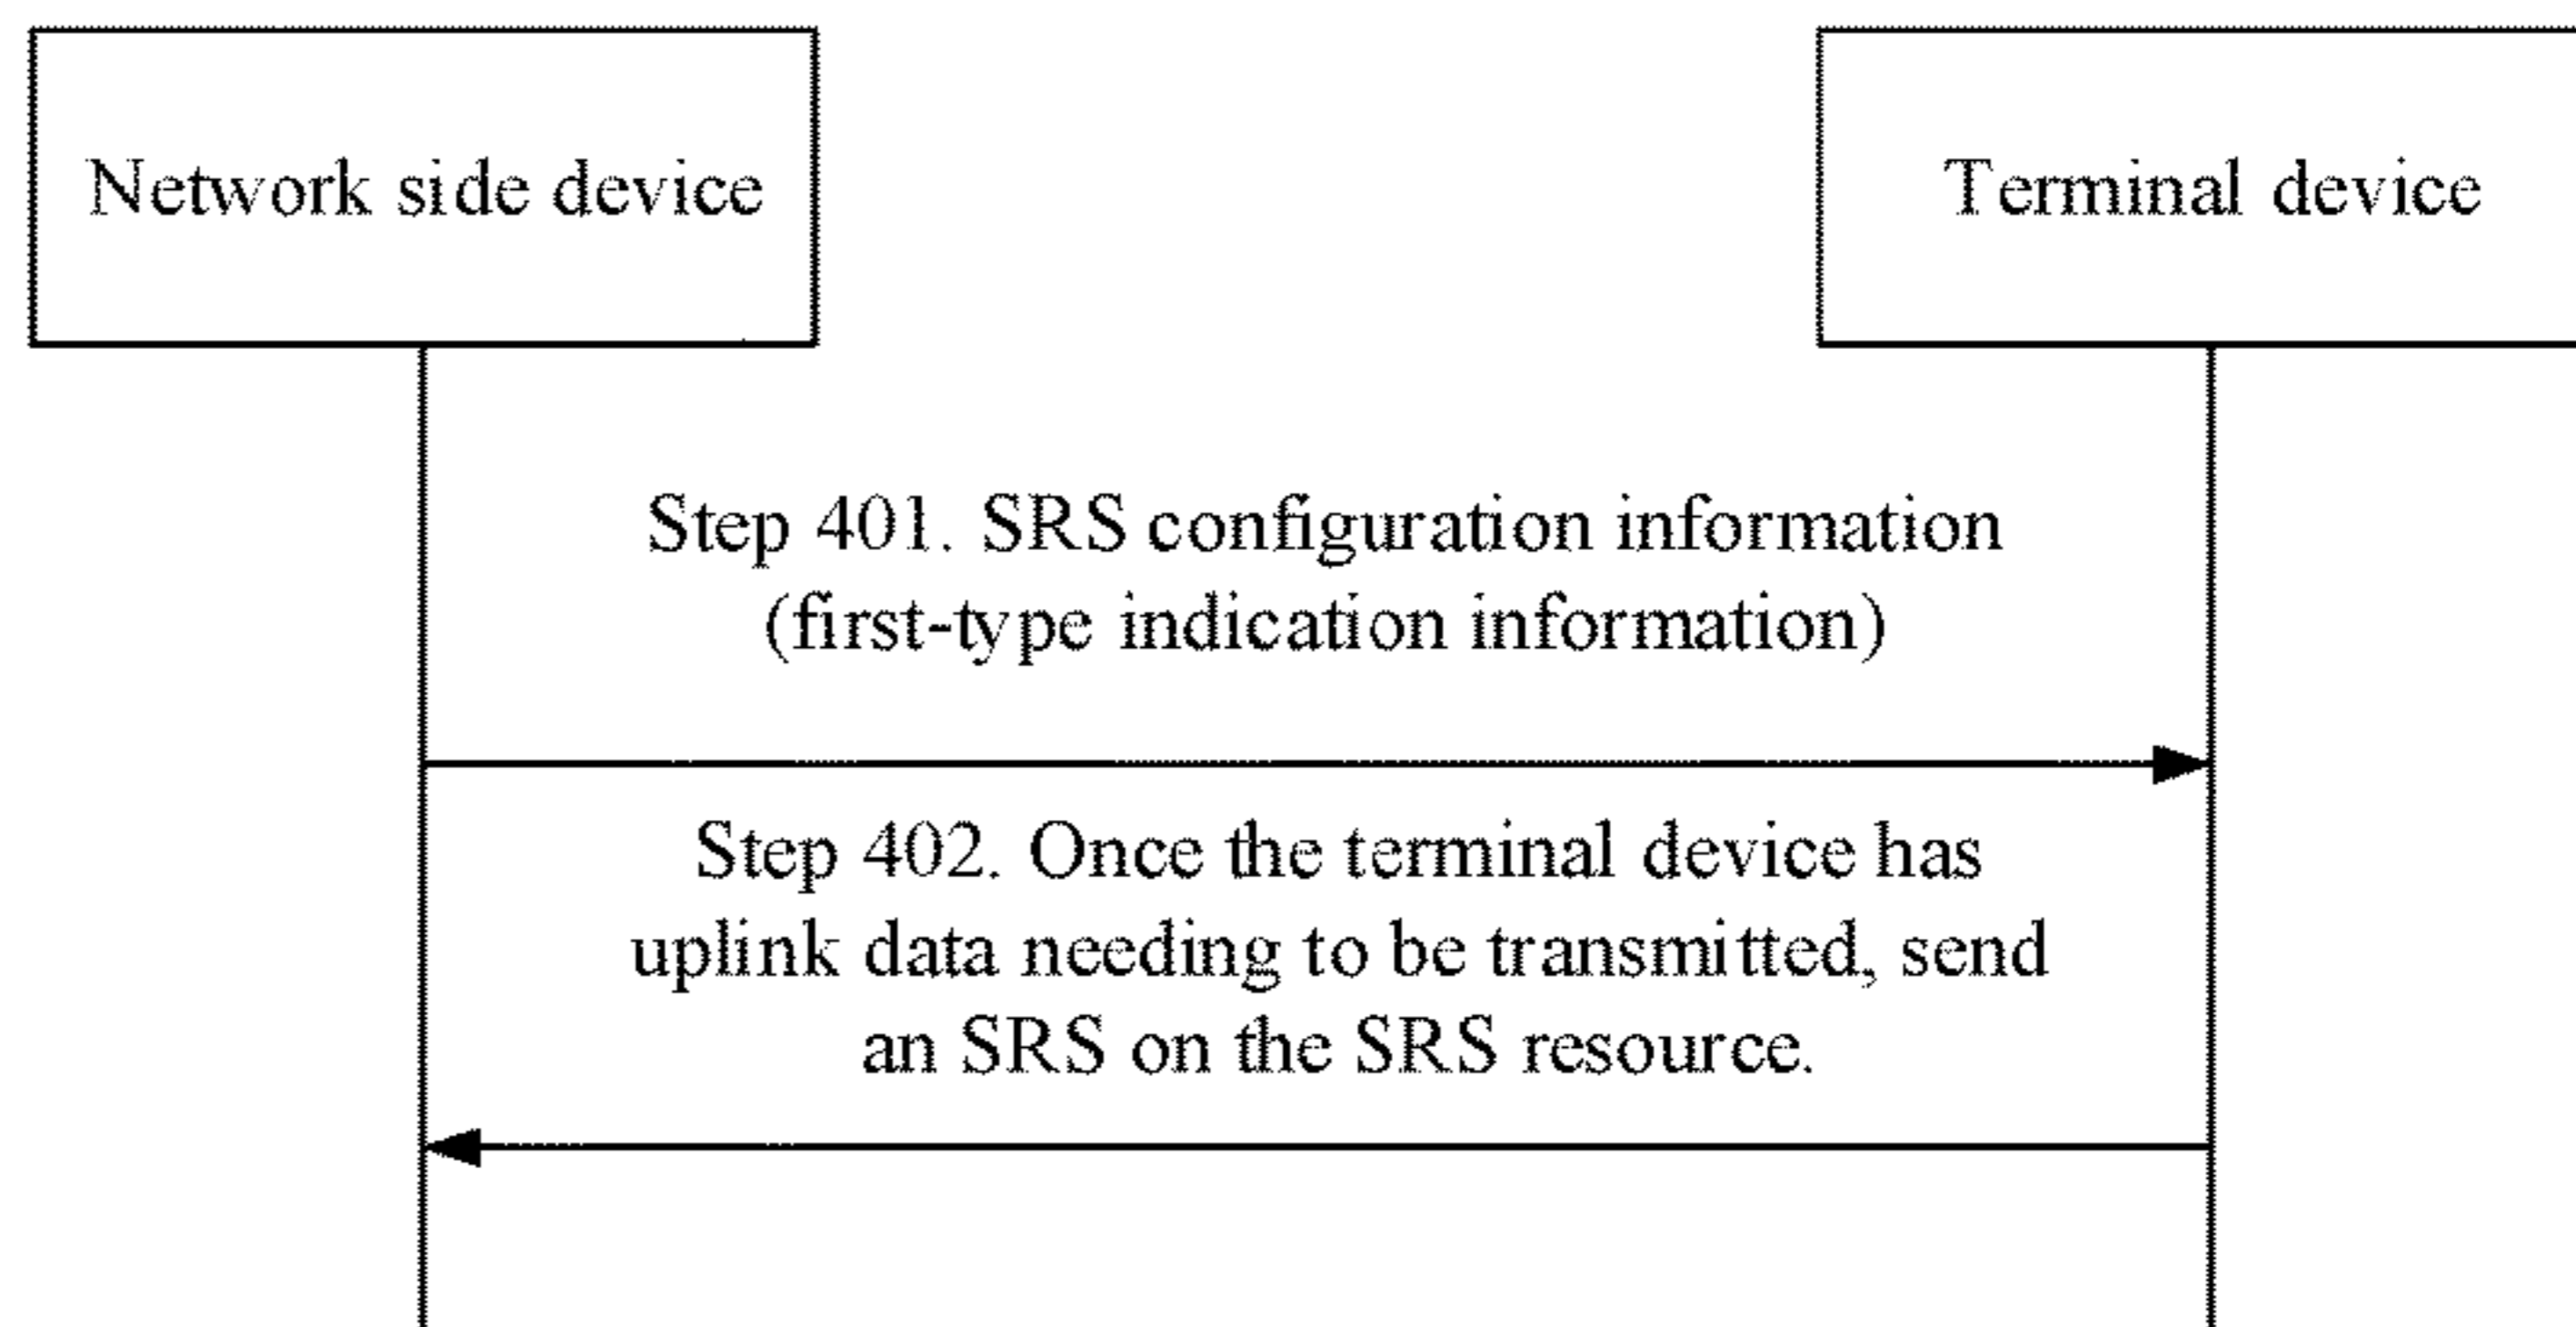 Network side device
Terminal device
Step 401. SRS configuration information
(first-type indication information)
Step 402. Once the terminal device has
uplink data needing to be transmitted, send
an SRS on the SRS resource.